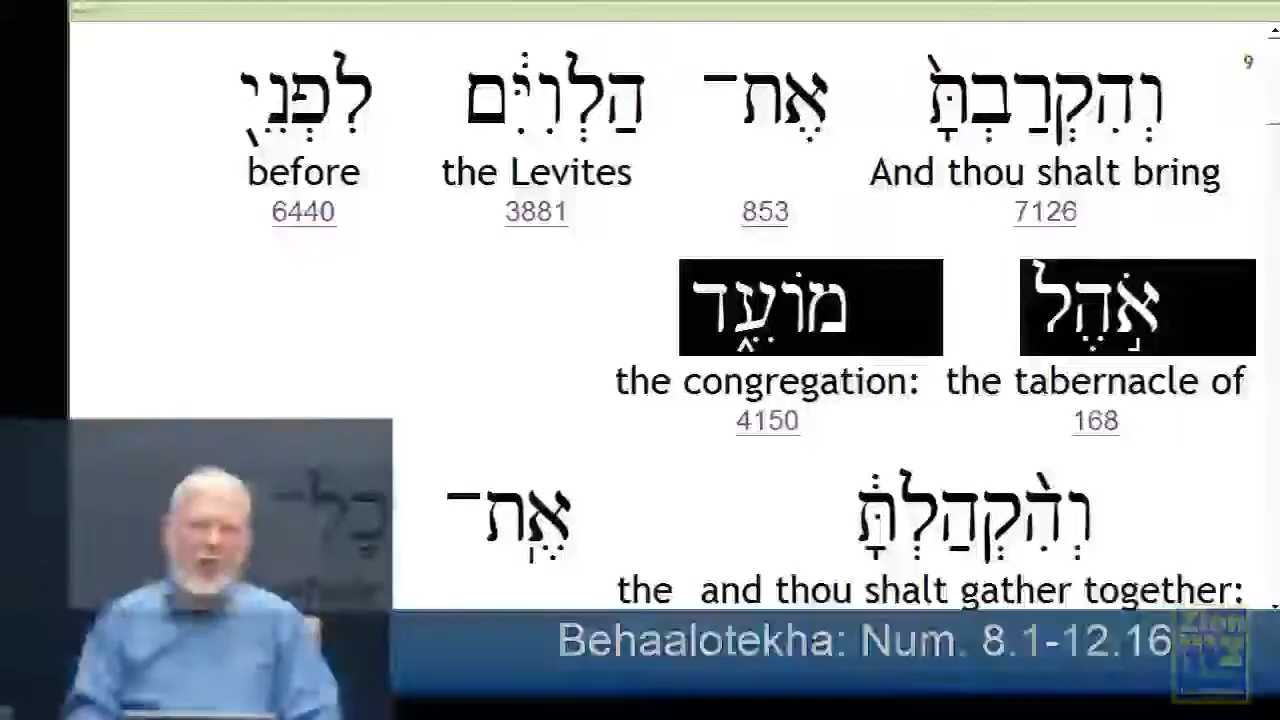 9 וְהִקְרַבְתָּ֙ אֶת־ הַלְוִיִּ֔ם לִפְנֵ֖י
And thou shalt bring the Levites before
7126 853 3881 6440
אֹ֣הֶל מוֹעֵ֑ד
the tabernacle of the congregation:
168 4150
וְהִ֨קְהַלְתָּ֔ אֶֽת־ כָּל־
and thou shalt gather together: the
Behaalotekha: Num. 8.1-12.16
Zion